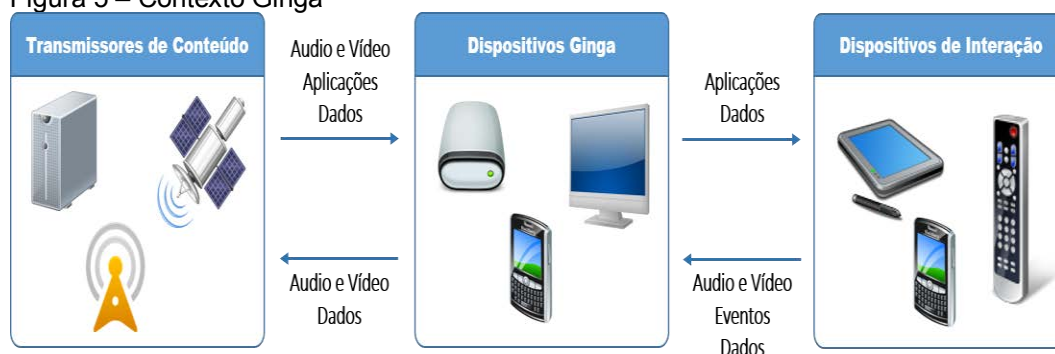 Figura 5 – Contexto Ginga
Transmissores de Conteúdo
Audio e Vídeo
Aplicações
Dados
Audio e Vídeo
Dados
Dispositivos Ginga
Aplicações
Dados
Audio e Vídeo
Eventos
Dados
Dispositivos de Interação